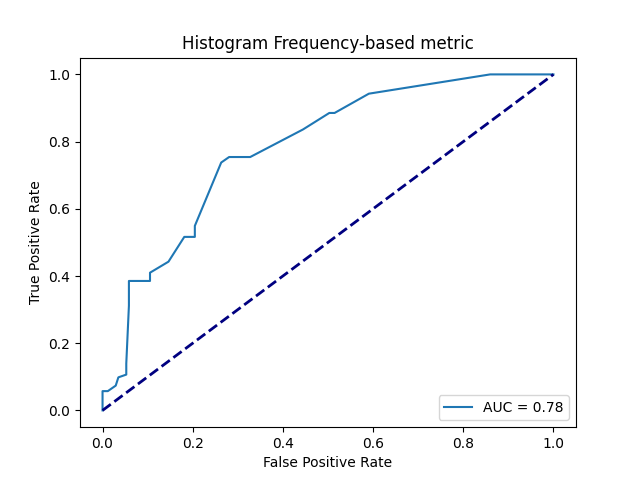 Histogram Frequency-based metric
True Positive Rate
1.0
0.8
0.6
0.4
0.2
0.0
AUC = 0.78
0.0 0.2 0.4 0.6 0.8 1.0
False Positive Rate